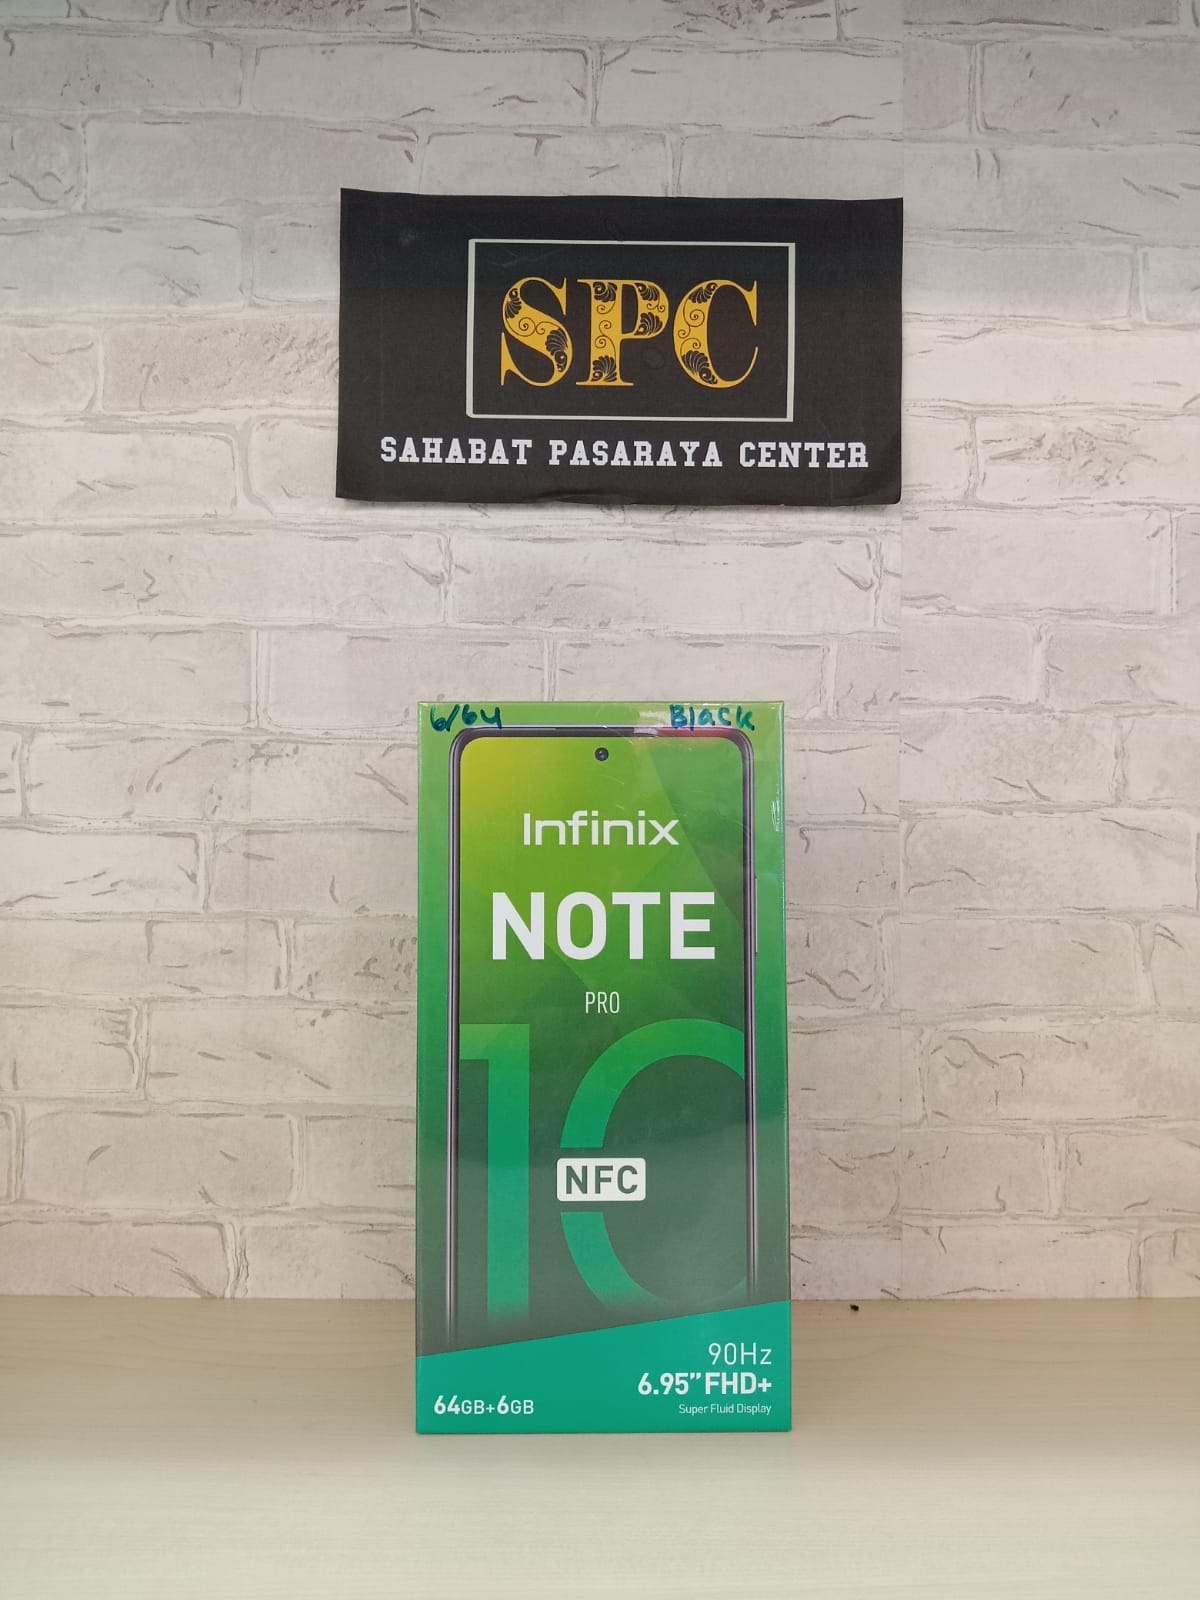 SPC
SAHABAT PASARAYA CENTER
6/64 Black
Infinix
NOTE
PRO
10
NFC
90Hz
6.95” FHD+
Super Fluid Display
64GB+6GB